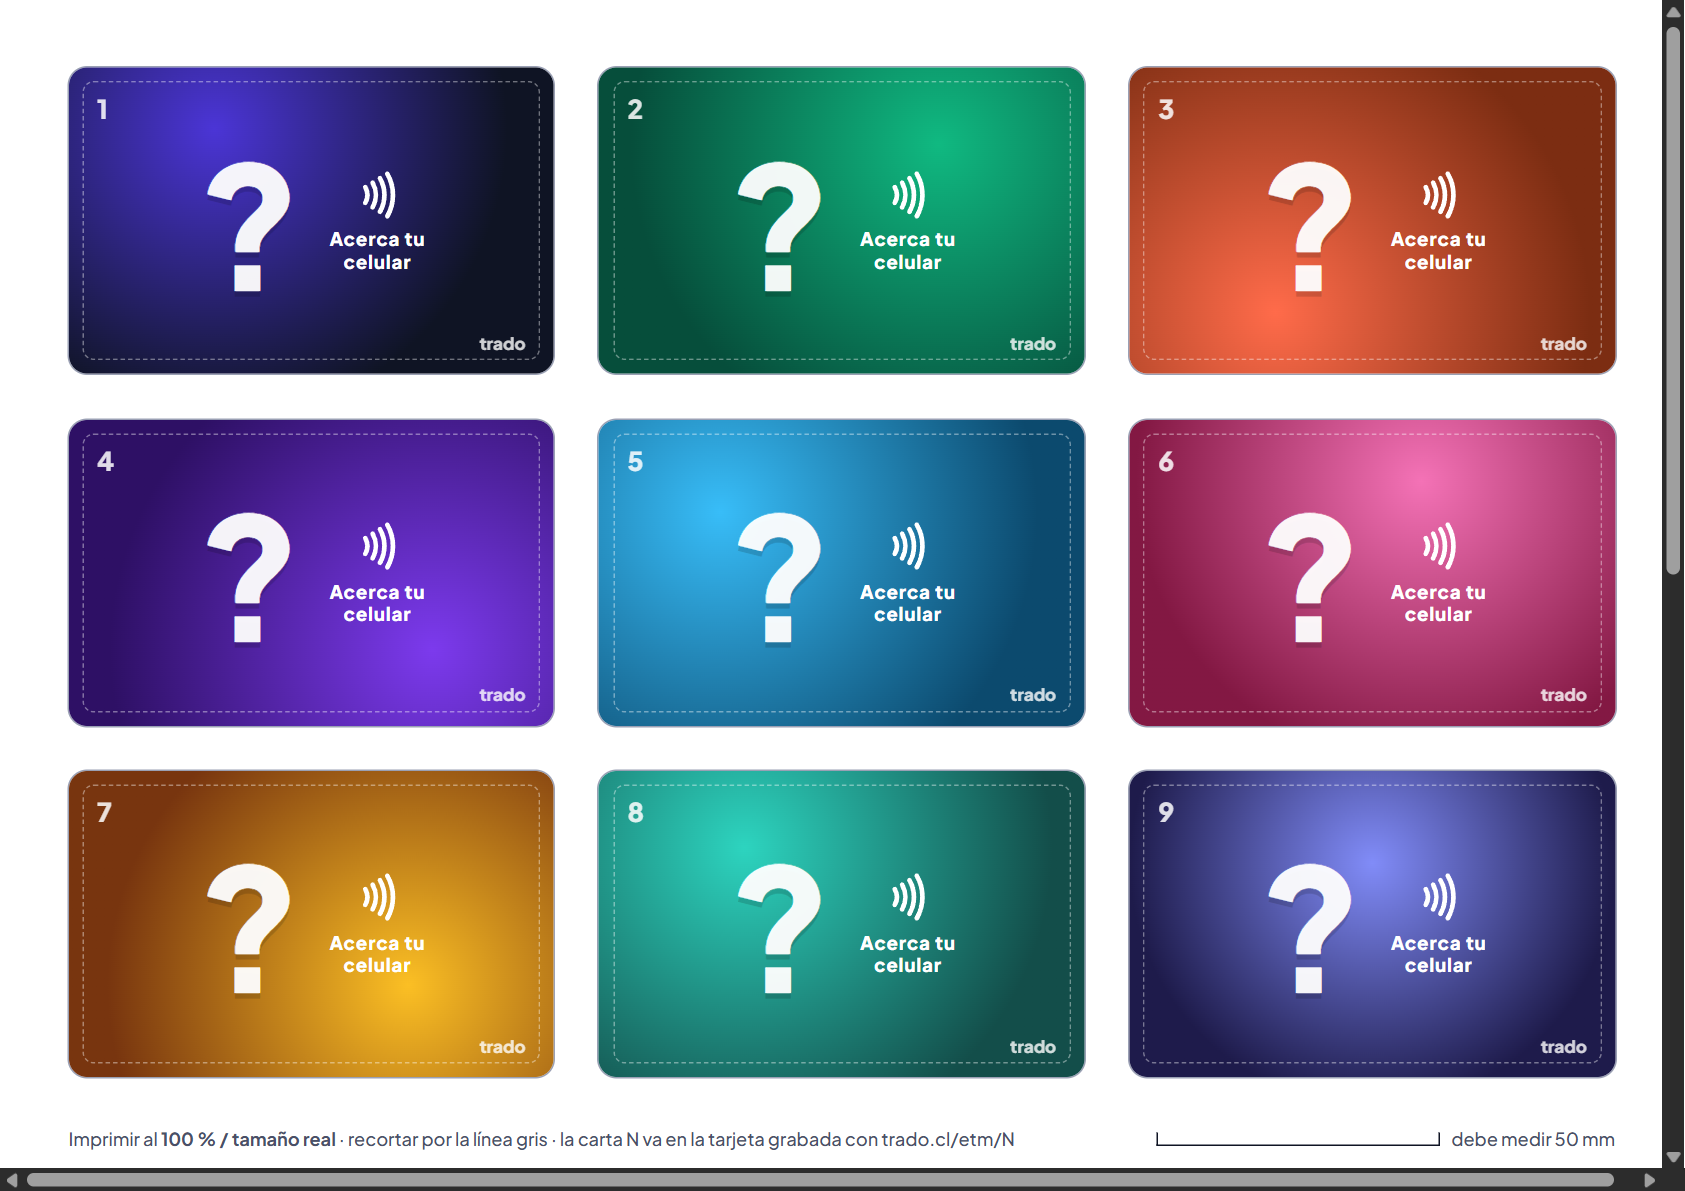 1
?
Acerca tu
celular
trado
2
?
Acerca tu
celular
trado
3
?
Acerca tu
celular
trado
4
?
Acerca tu
celular
trado
5
?
Acerca tu
celular
trado
6
?
Acerca tu
celular
trado
7
?
Acerca tu
celular
trado
8
?
Acerca tu
celular
trado
9
?
Acerca tu
celular
trado
Imprimir al 100 % / tamaño real · recortar por la línea gris · la carta N va en la tarjeta grabada con trado.cl/etm/N
debe medir 50 mm